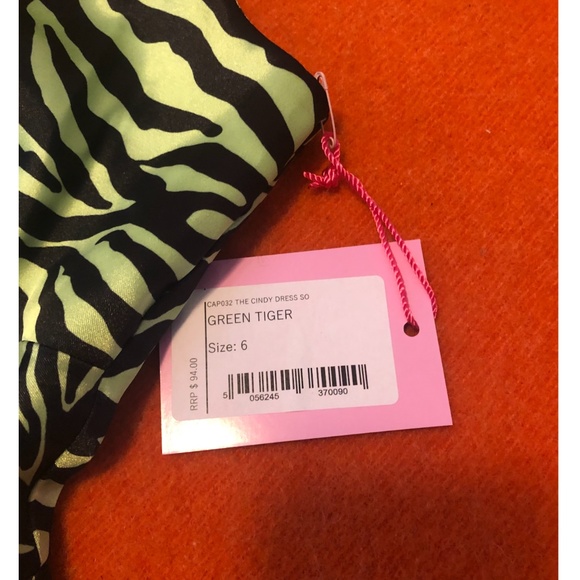 CAP032 THE CINDY DRESS SO
GREEN TIGER
Size: 6
RRP $ 94.00
5 056245 370090